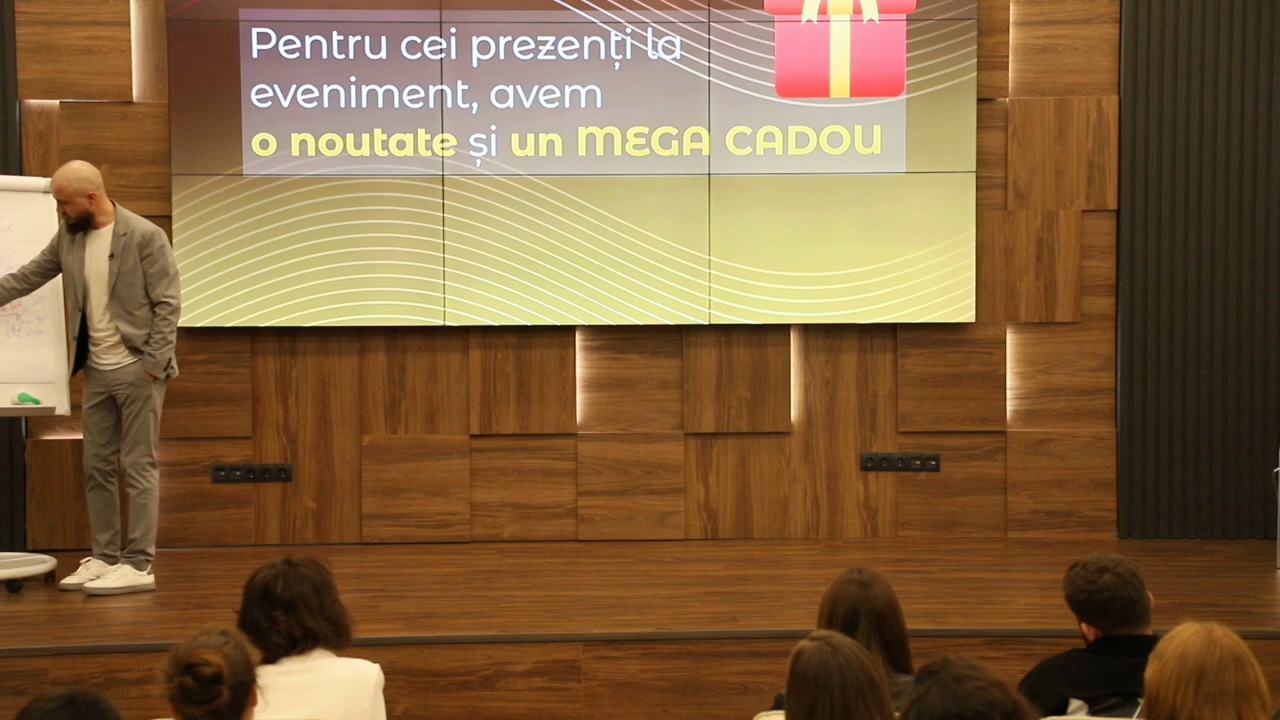 Pentru cei prezenți la
eveniment, avem
o noutate și un MEGA CADOU